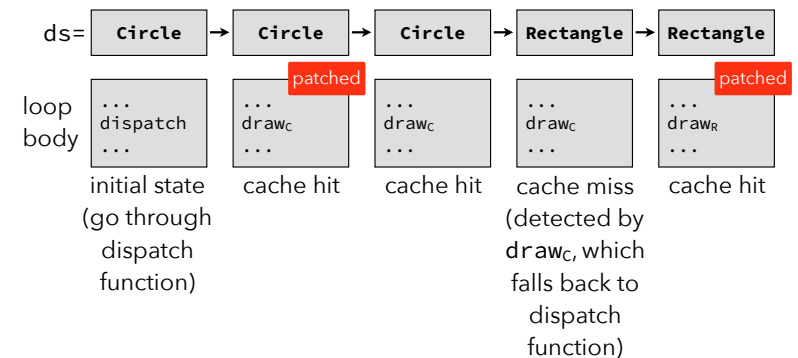 ds= Circle → Circle → Circle → Rectangle → Rectangle
patched patched
loop body
... ... ... ... ...
dispatch drawC drawC drawC drawR
... ... ... ... ...
initial state (go through dispatch function)
cache hit
cache hit
cache miss (detected by drawC, which falls back to dispatch function)
cache hit